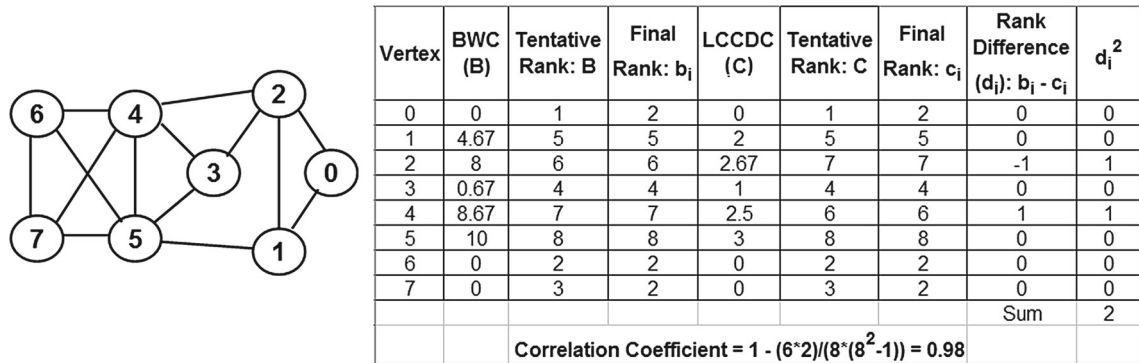 6 4 2
3 0
7 5 1
Vertex BWC (B) Tentative Rank: B Final Rank: bᵢ LCCDC (C) Tentative Rank: C Final Rank: cᵢ Rank Difference (dᵢ): bᵢ - cᵢ dᵢ²
0 0 1 2 0 1 2 0 0
1 4.67 5 5 2 5 5 0 0
2 8 6 6 2.67 7 7 -1 1
3 0.67 4 4 1 4 4 0 0
4 8.67 7 7 2.5 6 6 1 1
5 10 8 8 3 8 8 0 0
6 0 2 2 0 2 2 0 0
7 0 3 2 0 3 2 0 0
Sum 2
Correlation Coefficient = 1 - (6*2)/(8*(8²-1)) = 0.98